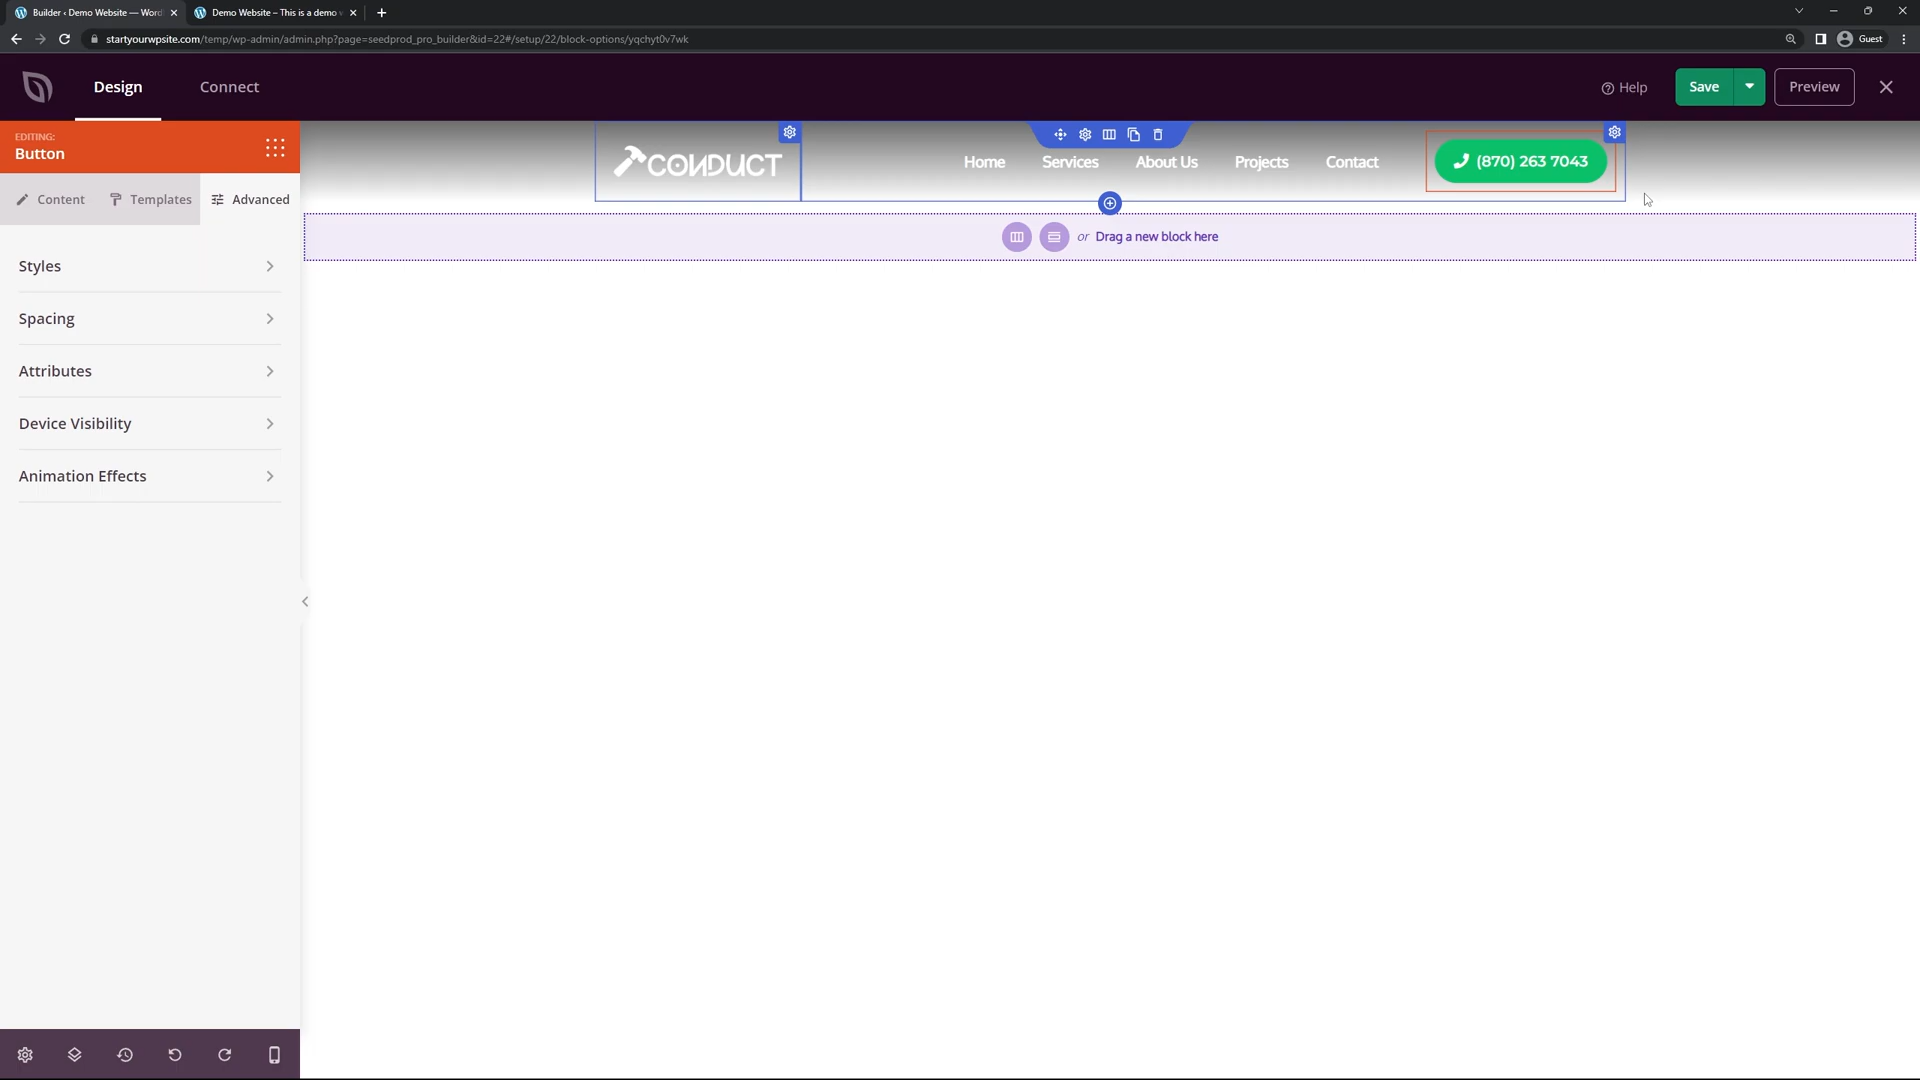 Builder ‹ Demo Website — Word
Demo Website – This is a demo
startyourwpsite.com/temp/wp-admin/admin.php?page=seedprod_pro_builder&id=22#/setup/22/block-options/yqchyt0v7wk
Guest
Design
Connect
Help
Save
Preview
EDITING:
Button
Content
Templates
Advanced
Styles
Spacing
Attributes
Device Visibility
Animation Effects
CONDUCT
Home
Services
About Us
Projects
Contact
(870) 263 7043
or Drag a new block here